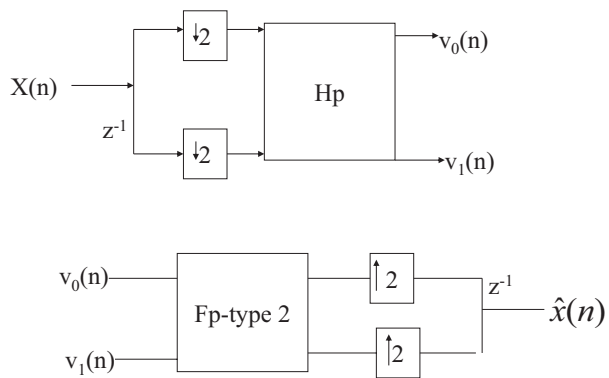 ↓2
v₀(n)
X(n)
Hp
z⁻¹
↓2
v₁(n)
v₀(n)
↑2
z⁻¹
Fp-type 2
x̂(n)
v₁(n)
↑2